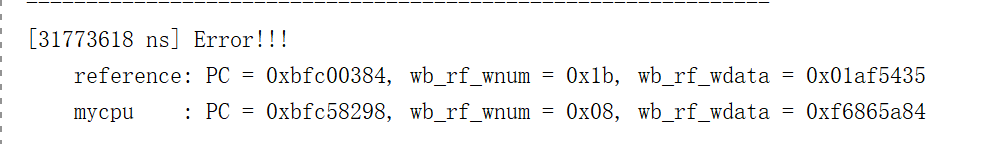 [31773618 ns] Error!!!
reference: PC = 0xbfc00384, wb_rf_wnum = 0x1b, wb_rf_wdata = 0x01af5435
mycpu : PC = 0xbfc58298, wb_rf_wnum = 0x08, wb_rf_wdata = 0xf6865a84